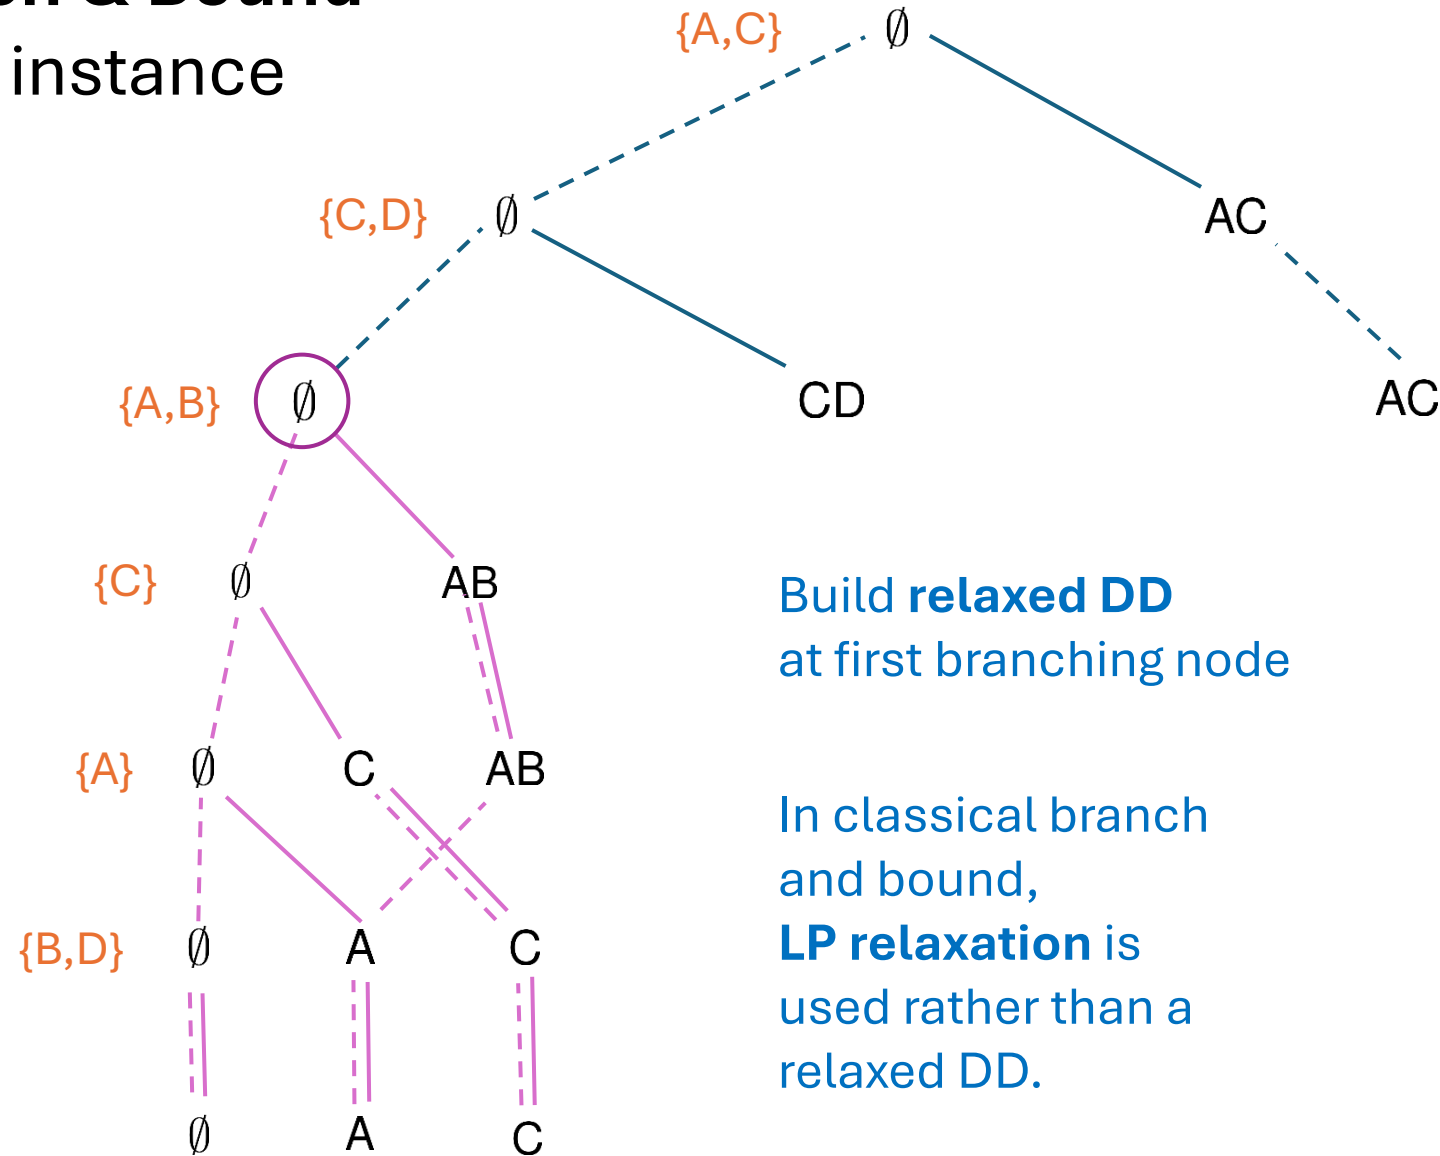 & Bound
instance
{A,C} ∅
{C,D} ∅ AC
{A,B} ∅ CD AC
{C} ∅ AB
Build relaxed DD
at first branching node
{A} ∅ C AB
In classical branch
and bound,
{B,D} ∅ A C
LP relaxation is
used rather than a
relaxed DD.
∅ A C